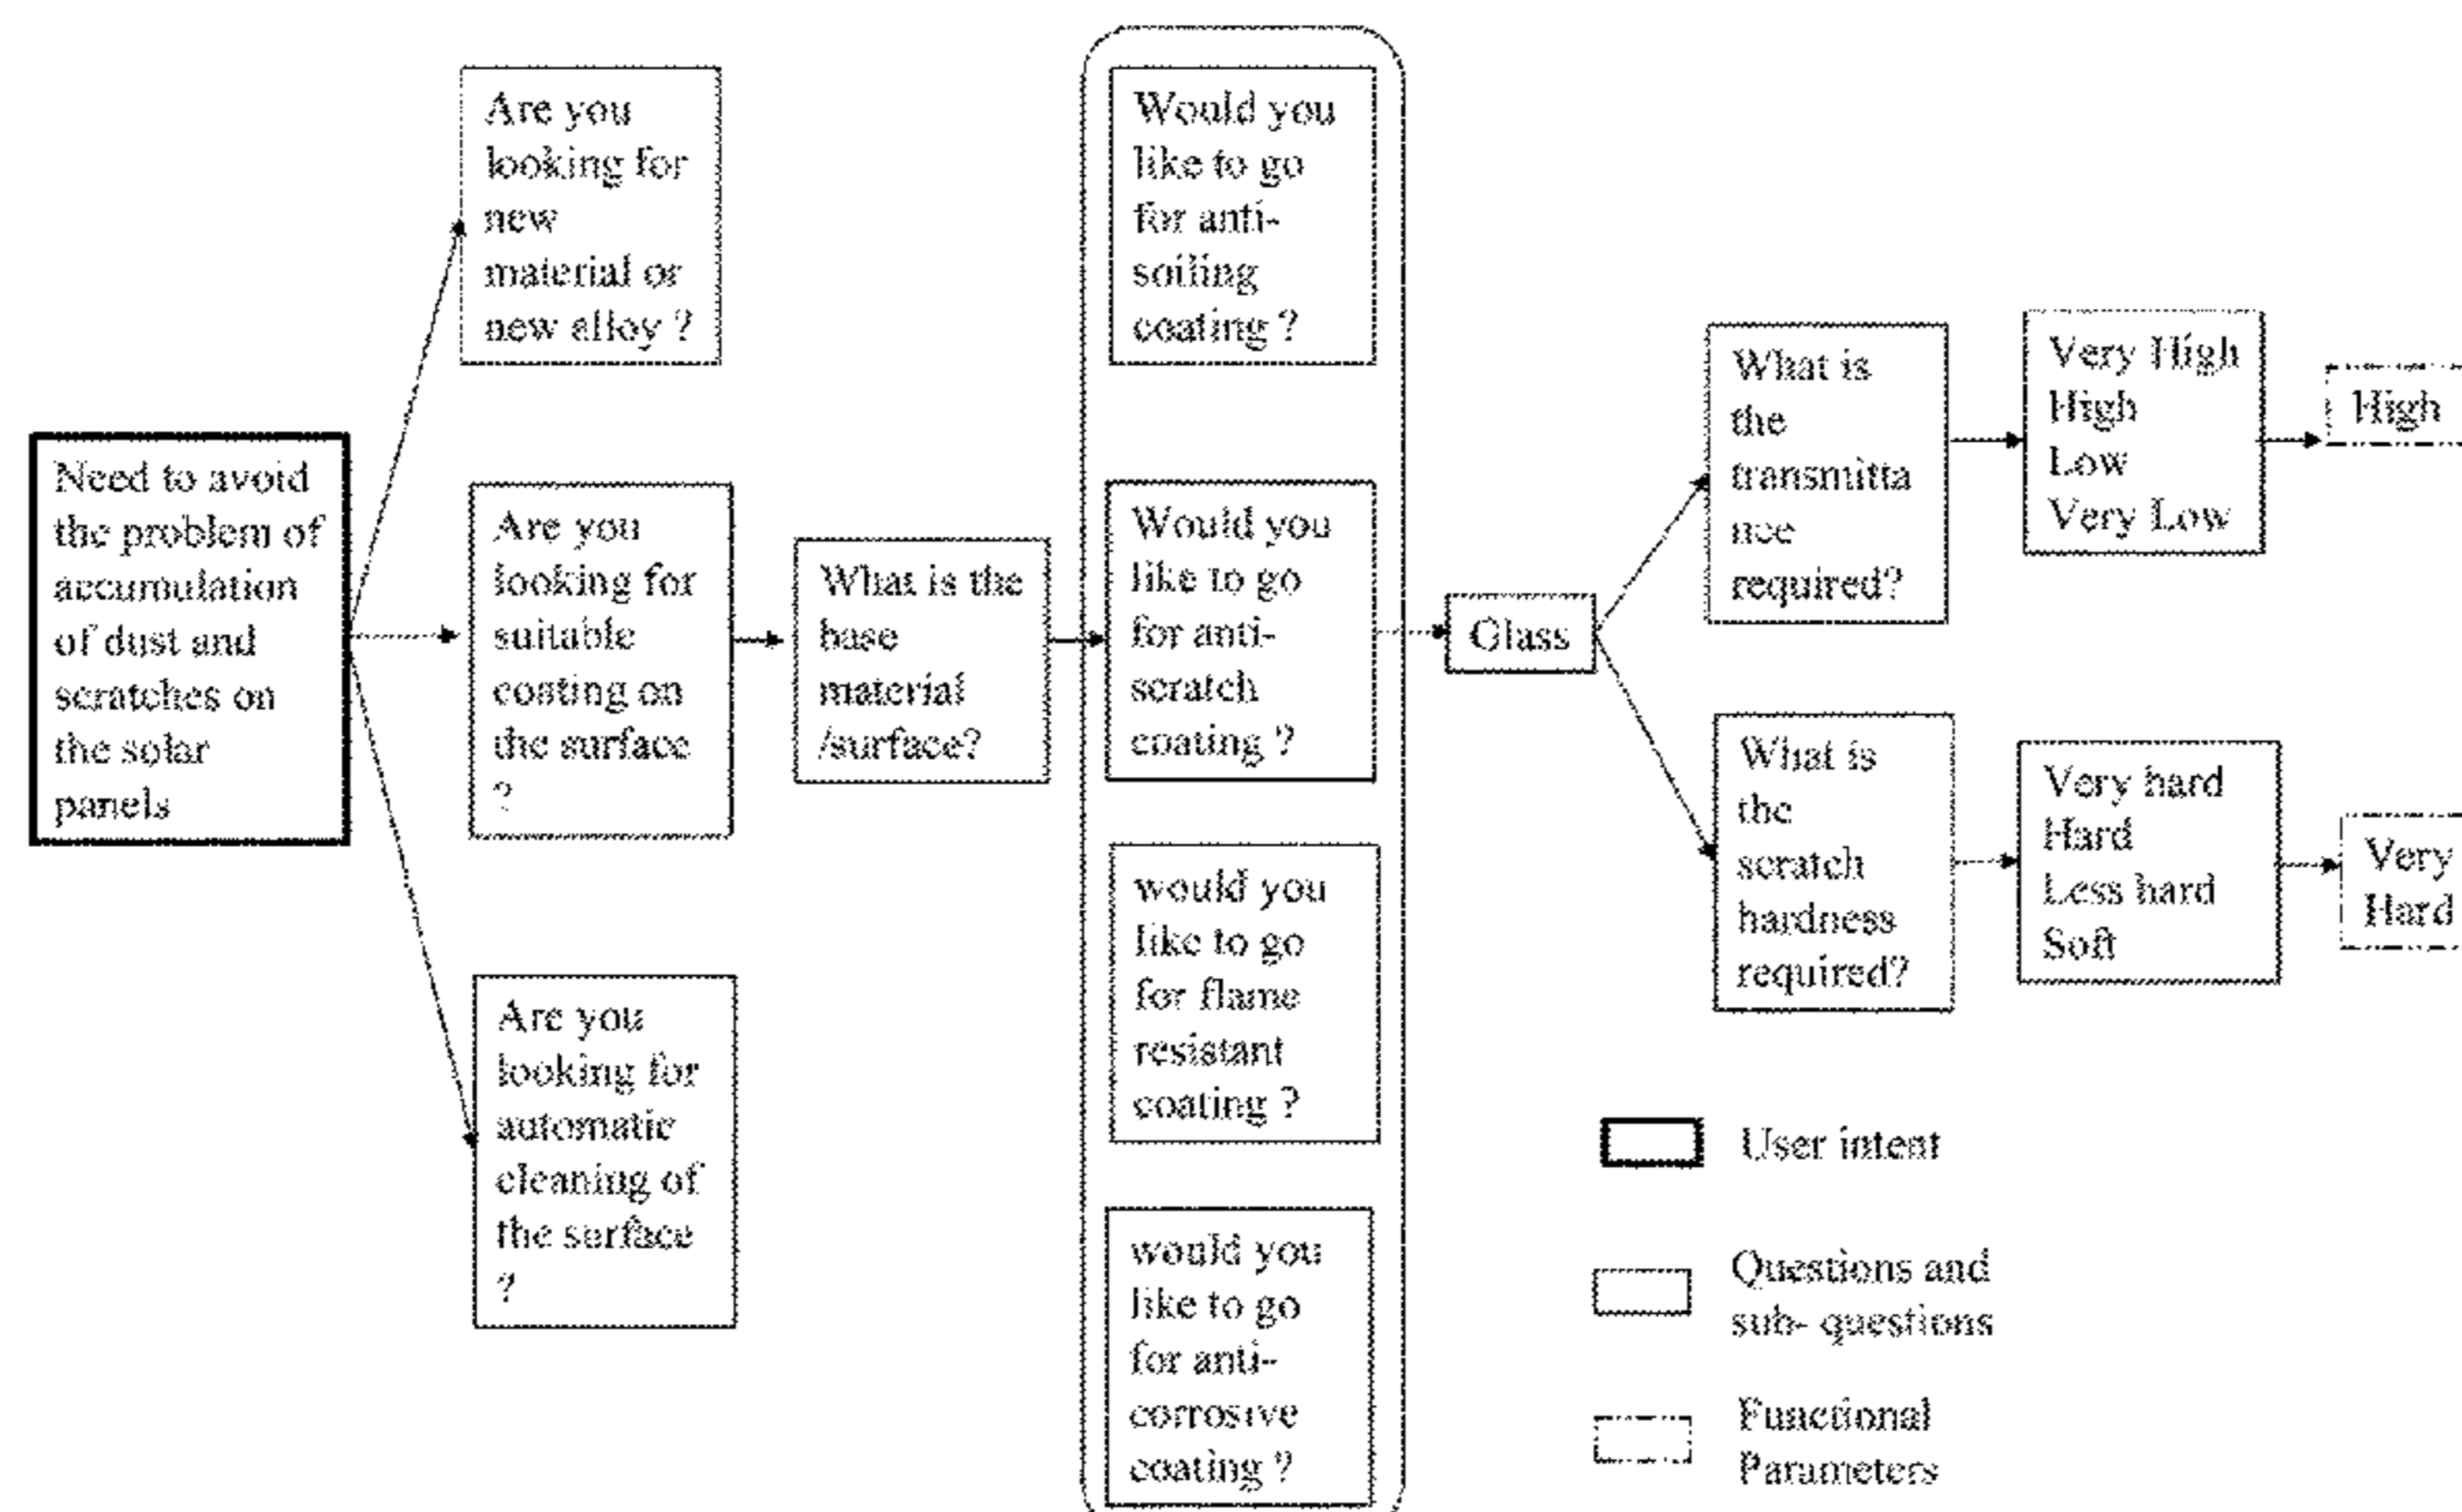 Need to avoid
the problem of
accumulation
of dust and
scratches on
the solar
panels
Are you
looking for
new
material or
new alloy ?
Are you
looking for
suitable
coating on
the surface
?
Are you
looking for
automatic
cleaning of
the surface
?
What is the
base
material
/surface?
Would you
like to go
for anti-
soiling
coating ?
Would you
like to go
for anti-
scratch
coating ?
would you
like to go
for flame
resistant
coating ?
would you
like to go
for anti-
corrosive
coating ?
Glass
What is
the
transmitta
nce
required?
Very High
High
Low
Very Low
High
What is
the
scratch
hardness
required?
Very hard
Hard
Less hard
Soft
Very
Hard
User intent
Questions and
sub- questions
Functional
Parameters